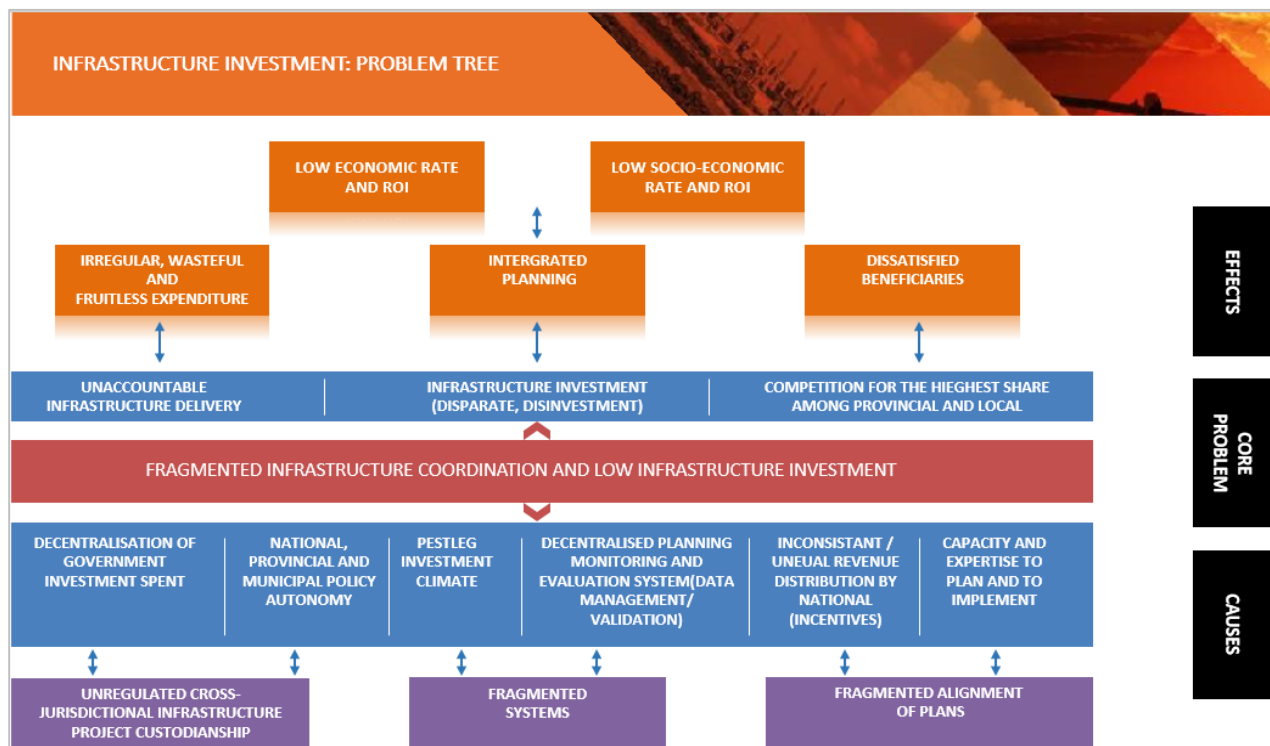 INFRASTRUCTURE INVESTMENT: PROBLEM TREE
LOW ECONOMIC RATE
AND ROI
LOW SOCIO-ECONOMIC
RATE AND ROI
IRREGULAR, WASTEFUL
AND
FRUITLESS EXPENDITURE
INTERGRATED
PLANNING
DISSATISFIED
BENEFICIARIES
EFFECTS
UNACCOUNTABLE
INFRASTRUCTURE DELIVERY
INFRASTRUCTURE INVESTMENT
(DISPARATE, DISINVESTMENT)
COMPETITION FOR THE HIEGHEST SHARE
AMONG PROVINCIAL AND LOCAL
FRAGMENTED INFRASTRUCTURE COORDINATION AND LOW INFRASTRUCTURE INVESTMENT
CORE
PROBLEM
DECENTRALISATION OF
GOVERNMENT
INVESTMENT SPENT
NATIONAL,
PROVINCIAL AND
MUNICIPAL POLICY
AUTONOMY
PESTLEG
INVESTMENT
CLIMATE
DECENTRALISED PLANNING
MONITORING AND
EVALUATION SYSTEM(DATA
MANAGEMENT/
VALIDATION)
INCONSISTANT /
UNEUAL REVENUE
DISTRIBUTION BY
NATIONAL
(INCENTIVES)
CAPACITY AND
EXPERTISE TO
PLAN AND TO
IMPLEMENT
CAUSES
UNREGULATED CROSS-
JURISDICTIONAL INFRASTRUCTURE
PROJECT CUSTODIANSHIP
FRAGMENTED
SYSTEMS
FRAGMENTED ALIGNMENT
OF PLANS